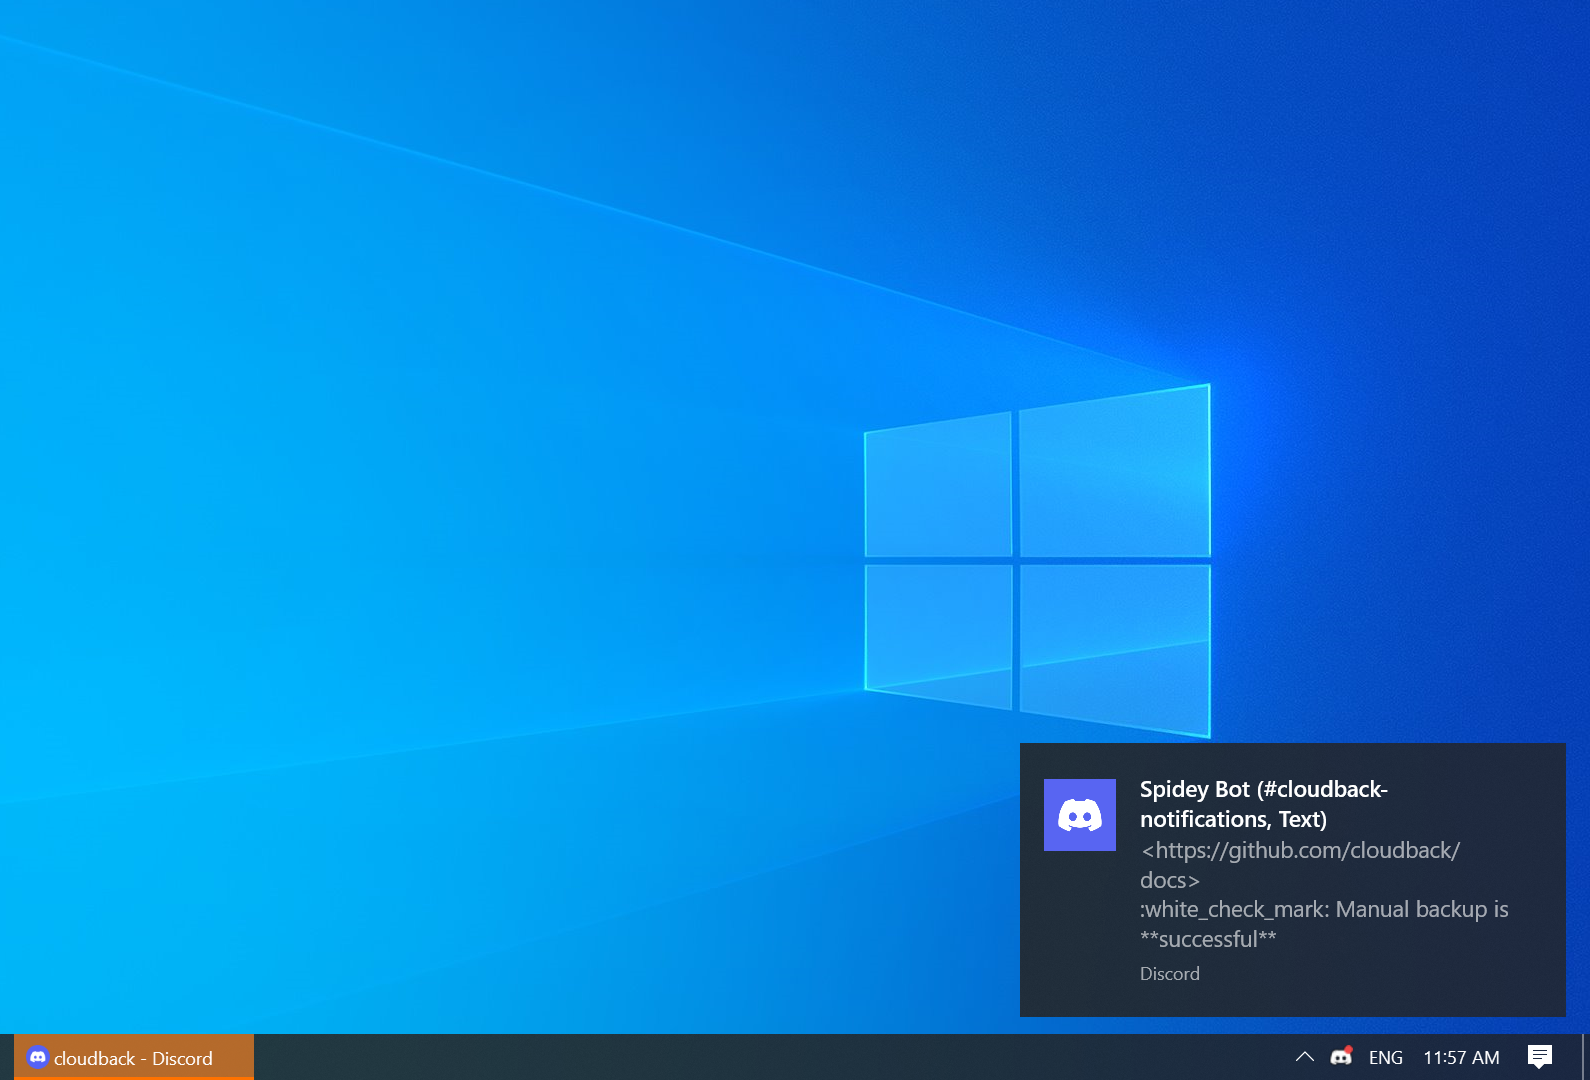 Spidey Bot (#cloudback-
notifications, Text)
<https://github.com/cloudback/
docs>
:white_check_mark: Manual backup is
**successful**
Discord
cloudback - Discord
ENG
11:57 AM